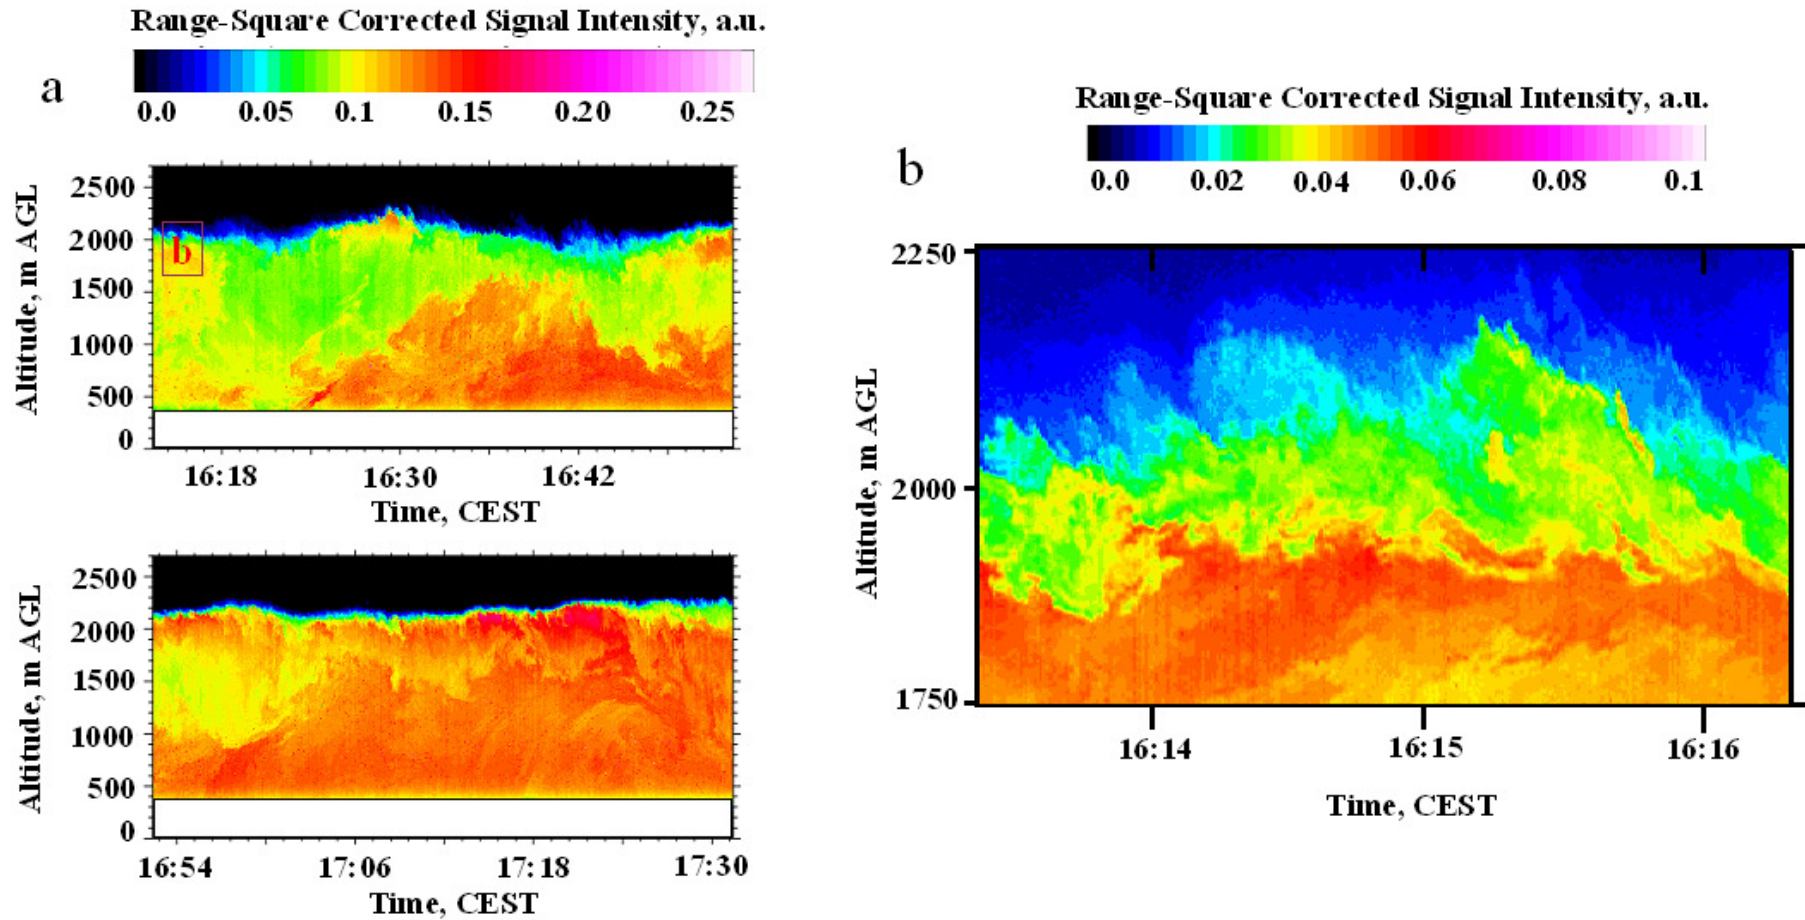 Range-Square Corrected Signal Intensity, a.u.
a
0.0 0.05 0.1 0.15 0.20 0.25
Altitude, m AGL
2500
2000
1500
1000
500
0
b
16:18 16:30 16:42
Time, CEST
Altitude, m AGL
2500
2000
1500
1000
500
0
16:54 17:06 17:18 17:30
Time, CEST
Range-Square Corrected Signal Intensity, a.u.
b
0.0 0.02 0.04 0.06 0.08 0.1
Altitude, m AGL
2250
2000
1750
16:14 16:15 16:16
Time, CEST